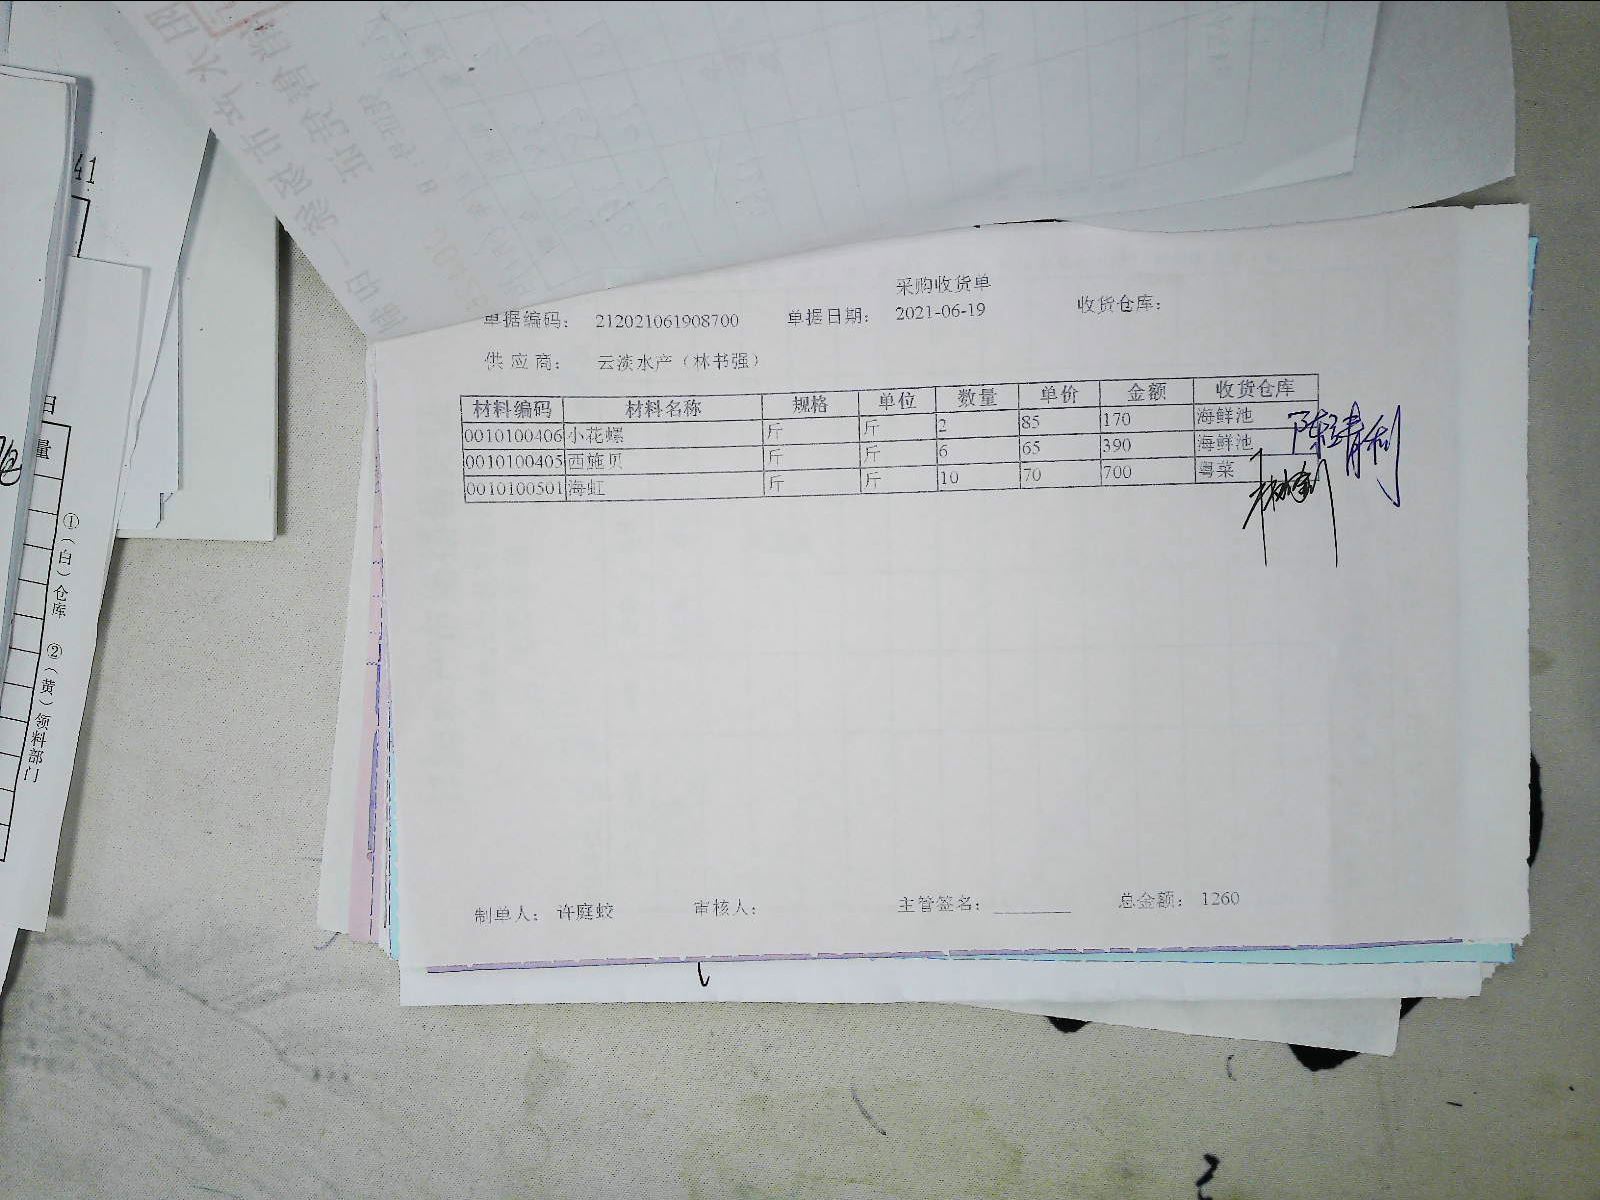 采购收货单
单据编码： 212021061908700 单据日期： 2021-06-19 收货仓库：
供应商： 云淡水产（林书强）
材料编码 材料名称 规格 单位 数量 单价 金额 收货仓库
0010100406 小花螺 斤 斤 2 85 170 海鲜池
0010100405 西施贝 斤 斤 6 65 390 海鲜池
0010100501 海虹 斤 斤 10 70 700 粤菜
制单人： 许庭蛟 审核人： 主管签名： 总金额： 1260
41
日
量
①（白）仓库 ②（黄）领料部门